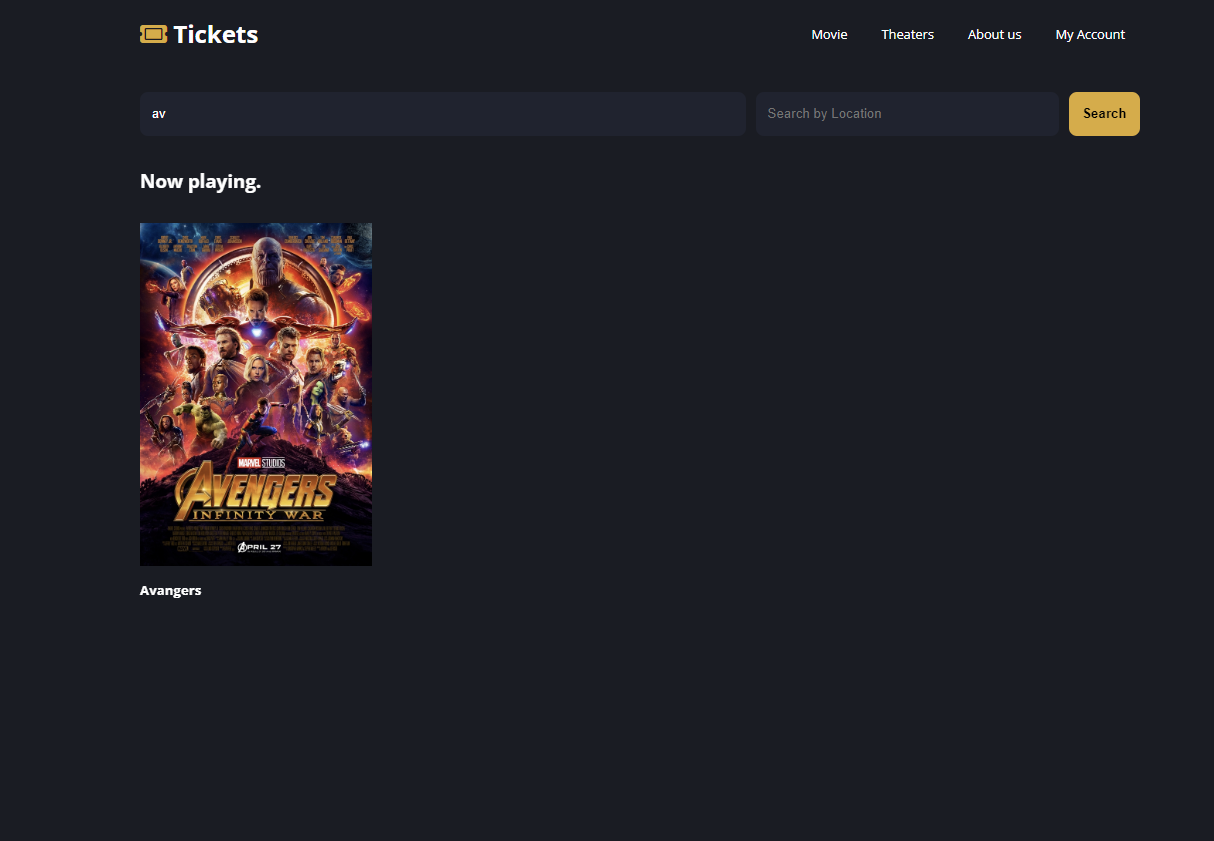 Tickets
Movie
Theaters
About us
My Account
av
Search by Location
Search
Now playing.
MARVEL STUDIOS
AVENGERS
INFINITY WAR
APRIL 27
Avangers